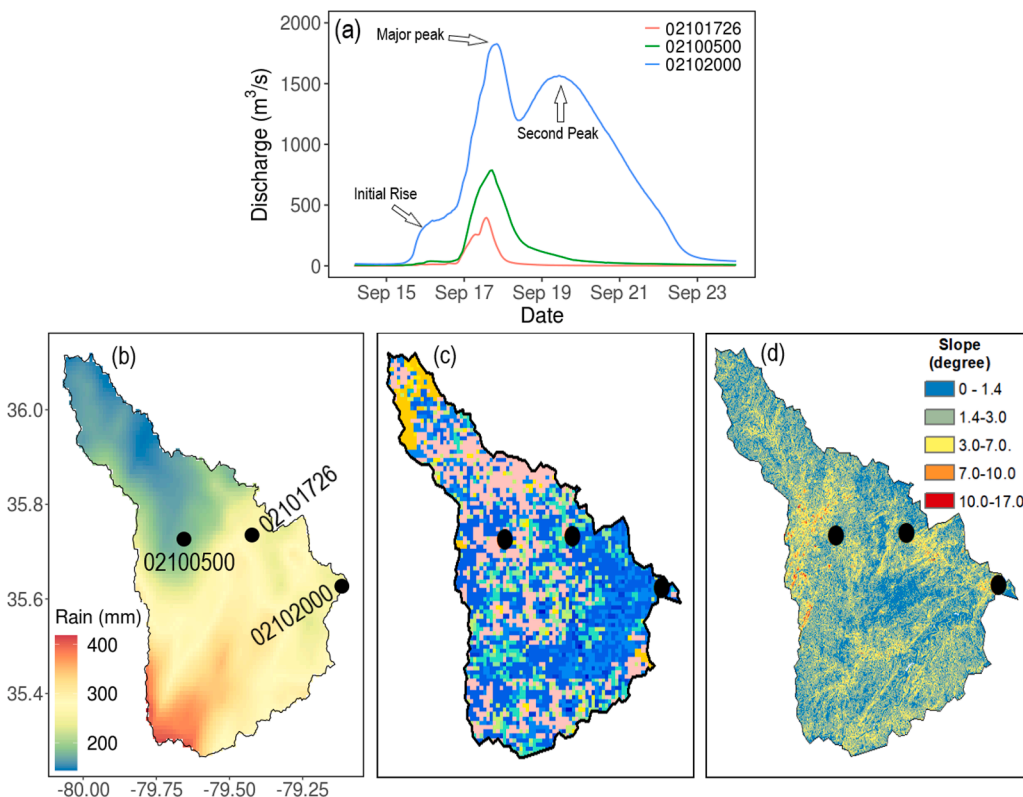 (a)
02101726
02100500
02102000
Major peak
Second Peak
Initial Rise
2000
1500
1000
500
0
Discharge (m³/s)
Sep 15
Sep 17
Sep 19
Sep 21
Sep 23
Date
(b)
36.0
35.8
35.6
35.4
02101726
02100500
02102000
Rain (mm)
400
300
200
-80.00
-79.75
-79.50
-79.25
(c)
(d)
Slope
(degree)
0 - 1.4
1.4-3.0
3.0-7.0.
7.0-10.0
10.0-17.0